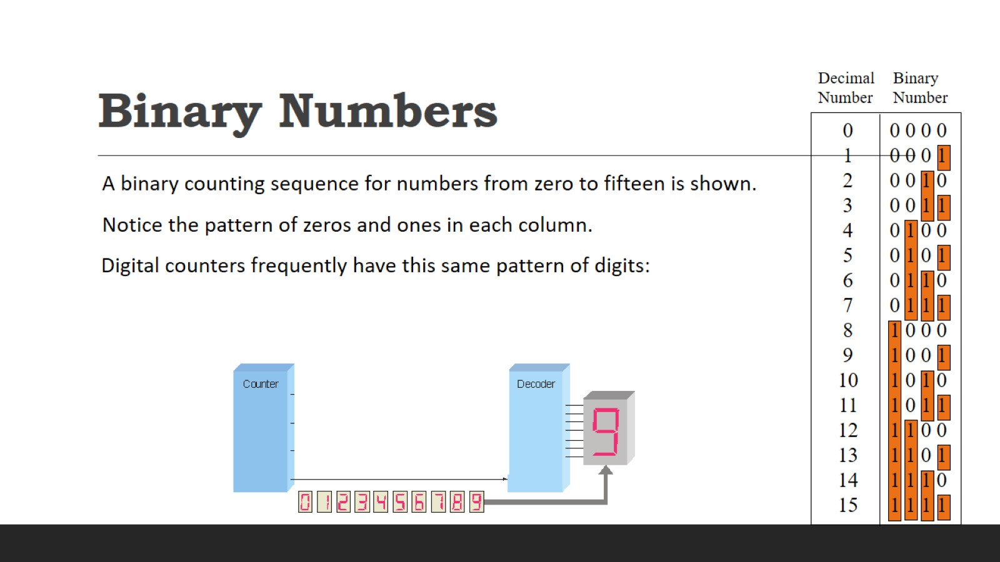 Binary Numbers
A binary counting sequence for numbers from zero to fifteen is shown.
Notice the pattern of zeros and ones in each column.
Digital counters frequently have this same pattern of digits:
Counter
Decoder
9
0 1 2 3 4 5 6 7 8 9
Decimal Number Binary Number
0 0 0 0 0
1 0 0 0 1
2 0 0 1 0
3 0 0 1 1
4 0 1 0 0
5 0 1 0 1
6 0 1 1 0
7 0 1 1 1
8 1 0 0 0
9 1 0 0 1
10 1 0 1 0
11 1 0 1 1
12 1 1 0 0
13 1 1 0 1
14 1 1 1 0
15 1 1 1 1